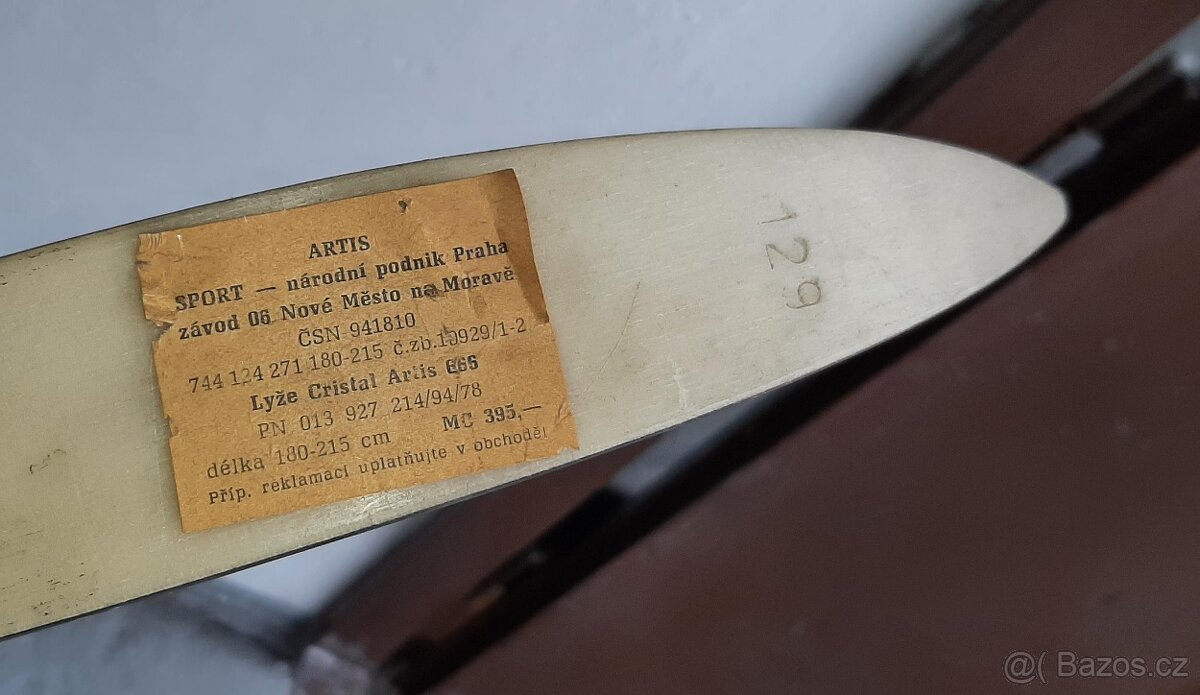 ARTIS
SPORT — národní podnik Praha
závod 06 Nové Město na Moravě
ČSN 941810
744 124 271 180-215 č.zb.10929/1-2
Lyže Cristal Artis 666
PN 013 927 214/94/78
délka 180-215 cm MC 395,—
Příp. reklamaci uplatňujte v obchodě!
129
@( Bazos.cz